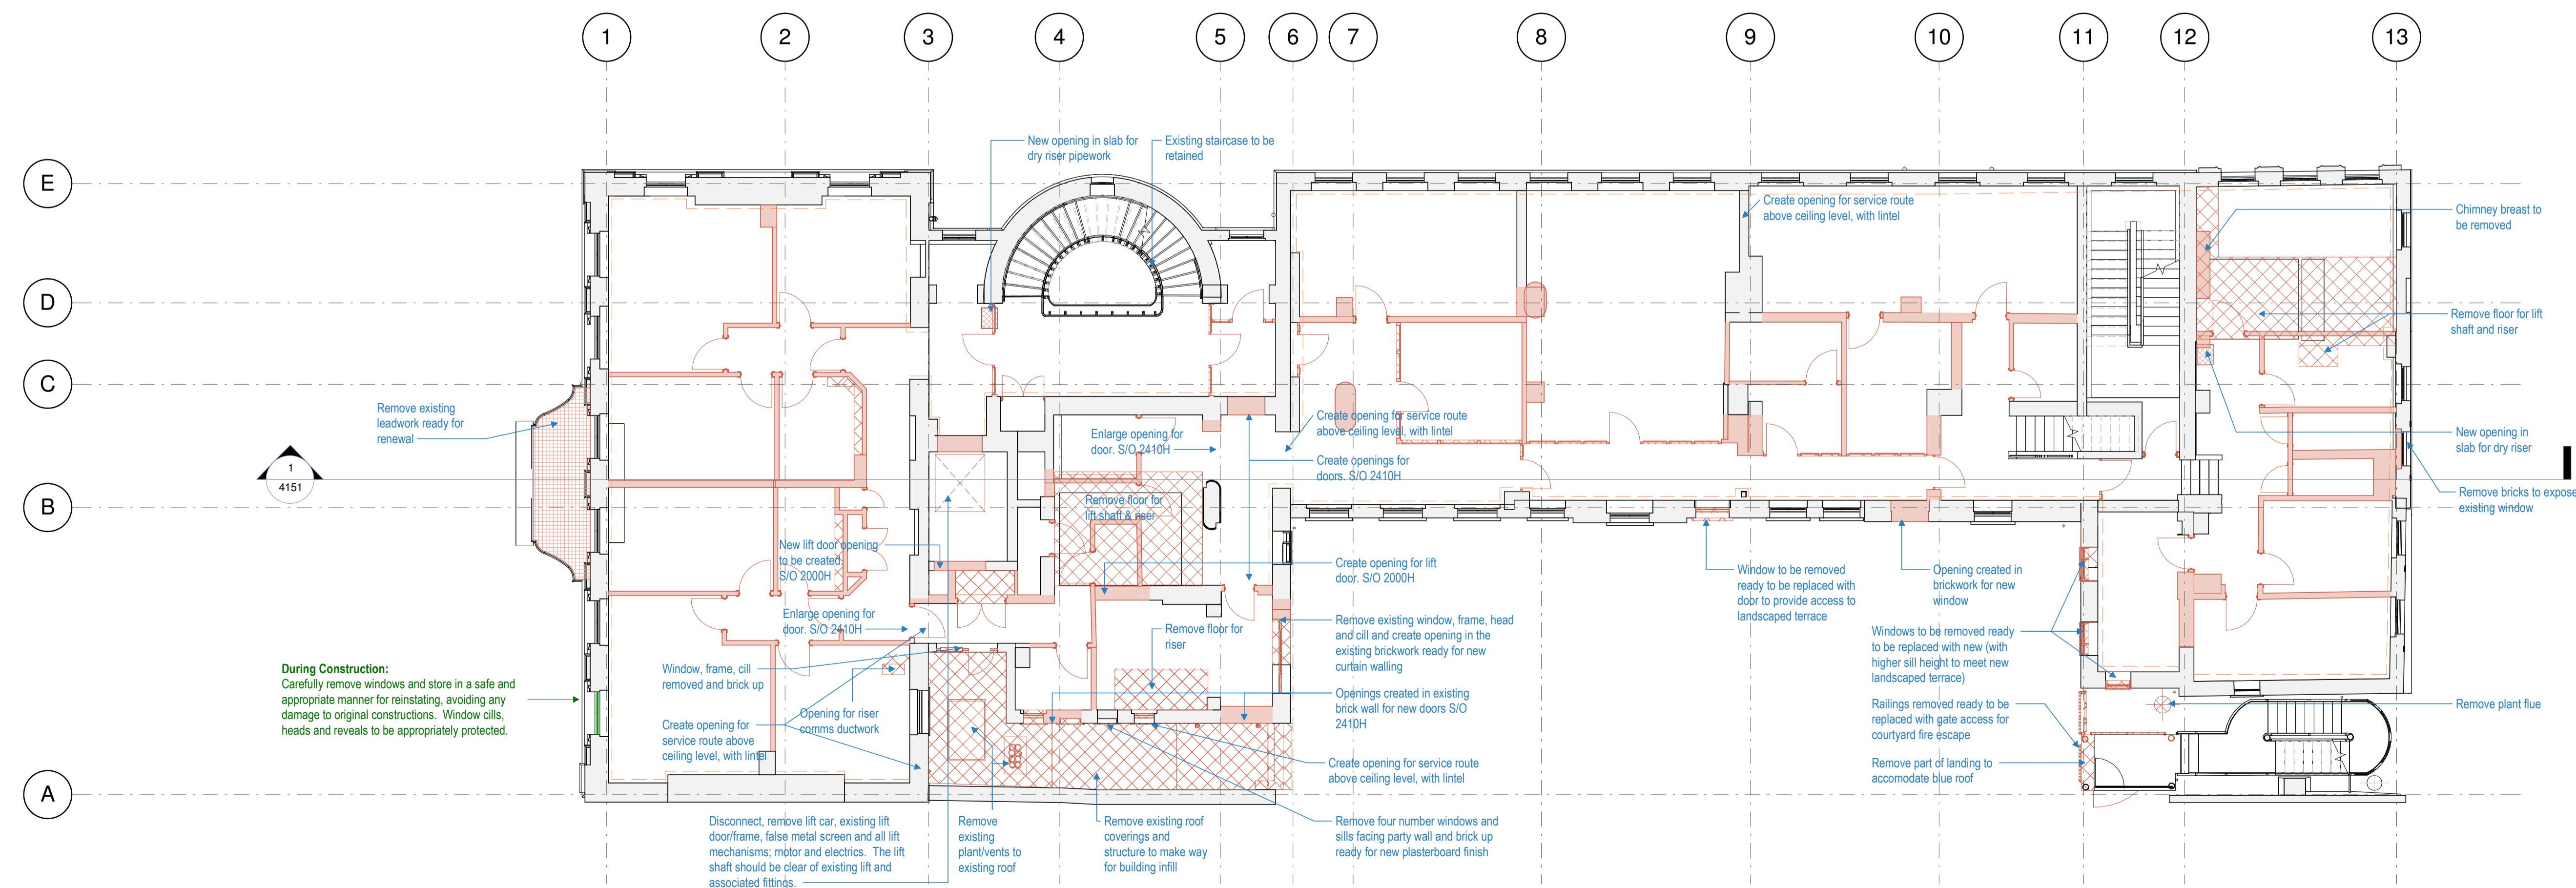 1 2 3 4 5 6 7 8 9 10 11 12 13
E
D
C
B
A
New opening in slab for
dry riser pipework
Existing staircase to be
retained
Create opening for service route
above ceiling level, with lintel
Chimney breast to
be removed
Remove floor for lift
shaft and riser
New opening in
slab for dry riser
Remove bricks to expose
existing window
Remove existing
leadwork ready for
renewal
1
4151
Enlarge opening for
door. S/O 2410H
Create opening for service route
above ceiling level, with lintel
Create openings for
doors. S/O 2410H
Remove floor for
lift shaft & riser
New lift door opening
to be created.
S/O 2000H
Create opening for lift
door. S/O 2000H
Window to be removed
ready to be replaced with
door to provide access to
landscaped terrace
Opening created in
brickwork for new
window
Enlarge opening for
door. S/O 2410H
Remove floor for
riser
Remove existing window, frame, head
and cill and create opening in the
existing brickwork ready for new
curtain walling
Windows to be removed ready
to be replaced with new (with
higher sill height to meet new
landscaped terrace)
During Construction:
Carefully remove windows and store in a safe and
appropriate manner for reinstating, avoiding any
damage to original constructions. Window cills,
heads and reveals to be appropriately protected.
Window, frame, cill
removed and brick up
Opening for riser
comms ductwork
Create opening for
service route above
ceiling level, with lintel
Openings created in existing
brick wall for new doors S/O
2410H
Create opening for service route
above ceiling level, with lintel
Railings removed ready to be
replaced with gate access for
courtyard fire escape
Remove part of landing to
accomodate blue roof
Remove plant flue
Disconnect, remove lift car, existing lift
door/frame, false metal screen and all lift
mechanisms; motor and electrics. The lift
shaft should be clear of existing lift and
associated fittings.
Remove
existing
plant/vents to
existing roof
Remove existing roof
coverings and
structure to make way
for building infill
Remove four number windows and
sills facing party wall and brick up
ready for new plasterboard finish